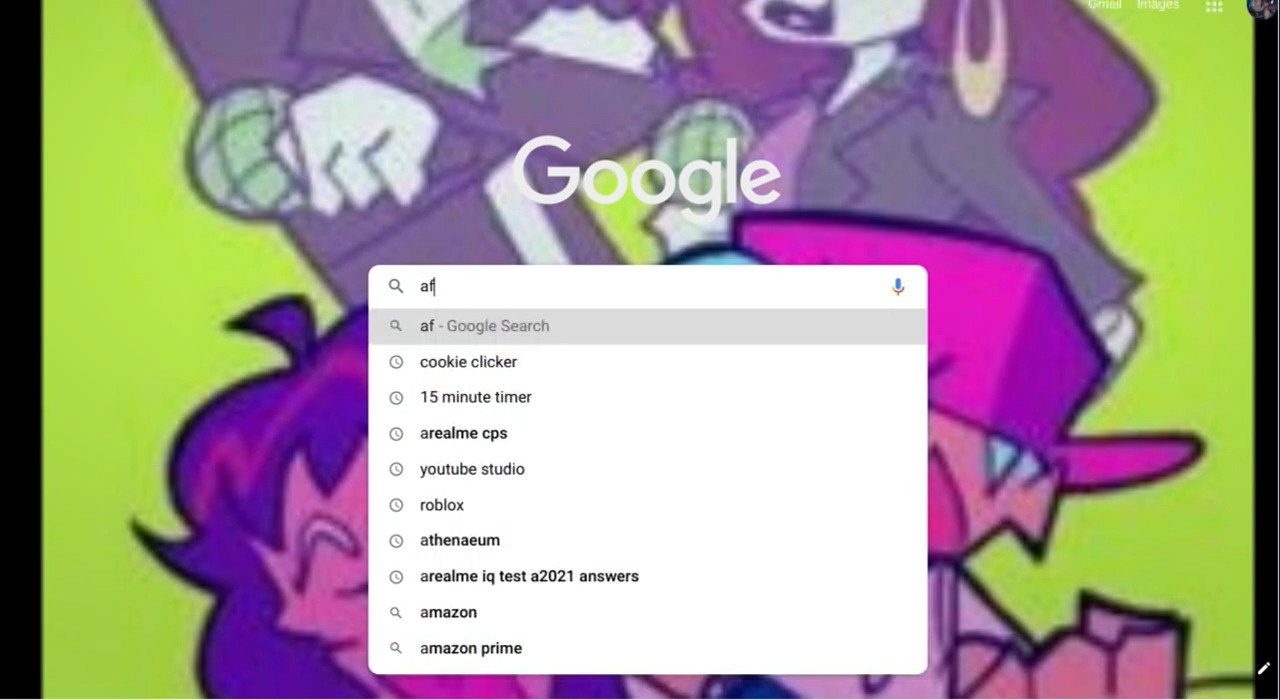 Gmail Images
Google
af
af - Google Search
cookie clicker
15 minute timer
arealme cps
youtube studio
roblox
athenaeum
arealme iq test a2021 answers
amazon
amazon prime